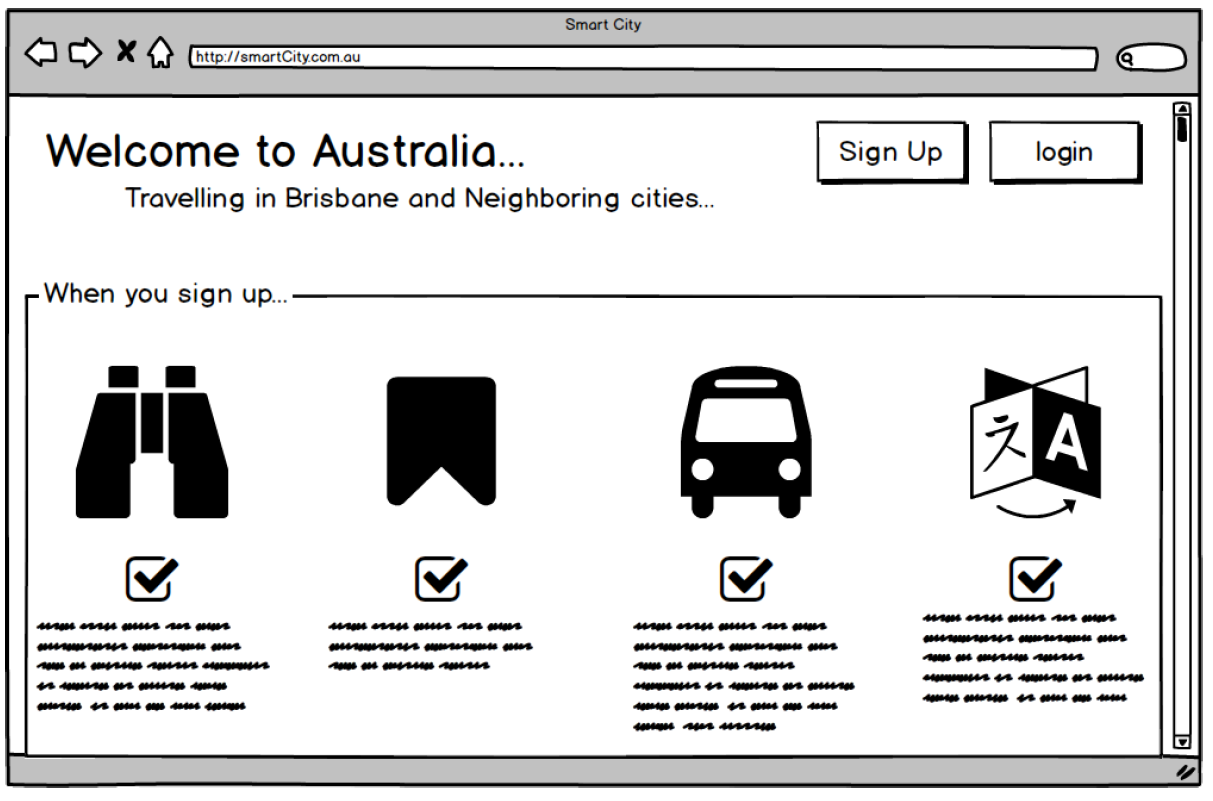 Smart City
http://smartCity.com.au
Welcome to Australia...
Sign Up
login
Travelling in Brisbane and Neighboring cities...
When you sign up...
A